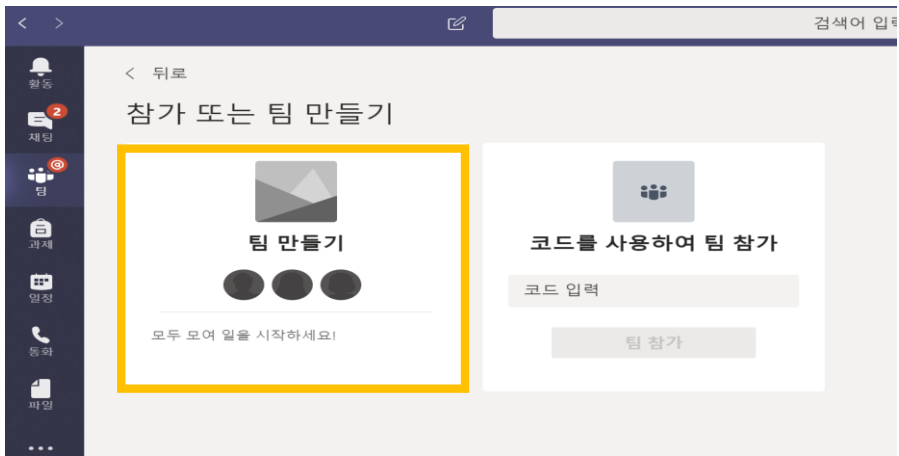 검색어 입력
활동
2
채팅
@
팀
과제
일정
동화
파일
뒤로
참가 또는 팀 만들기
팀 만들기
모두 모여 일을 시작하세요!
코드를 사용하여 팀 참가
코드 입력
팀 참가